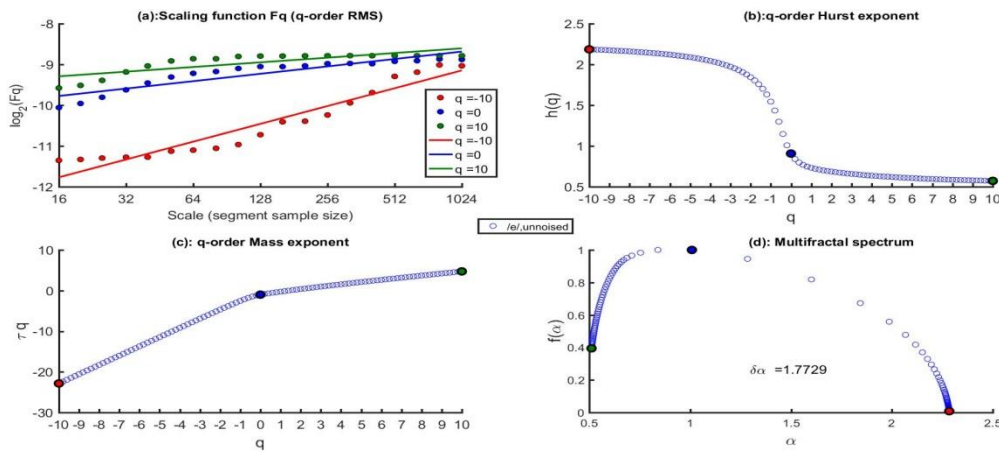 (a):Scaling function Fq (q-order RMS)
-8
-9
-10
-11
-12
log2(Fq)
16 32 64 128 256 512 1024
Scale (segment sample size)
q =-10
q =0
q =10
q =-10
q =0
q =10
(b):q-order Hurst exponent
2.5
2
1.5
1
0.5
h(q)
-10 -9 -8 -7 -6 -5 -4 -3 -2 -1 0 1 2 3 4 5 6 7 8 9 10
q
/e/,unnoised
(c): q-order Mass exponent
10
0
-10
-20
-30
τ q
-10 -9 -8 -7 -6 -5 -4 -3 -2 -1 0 1 2 3 4 5 6 7 8 9 10
q
(d): Multifractal spectrum
1
0.8
0.6
0.4
0.2
0
f(α)
δα =1.7729
0.5 1 1.5 2 2.5
α